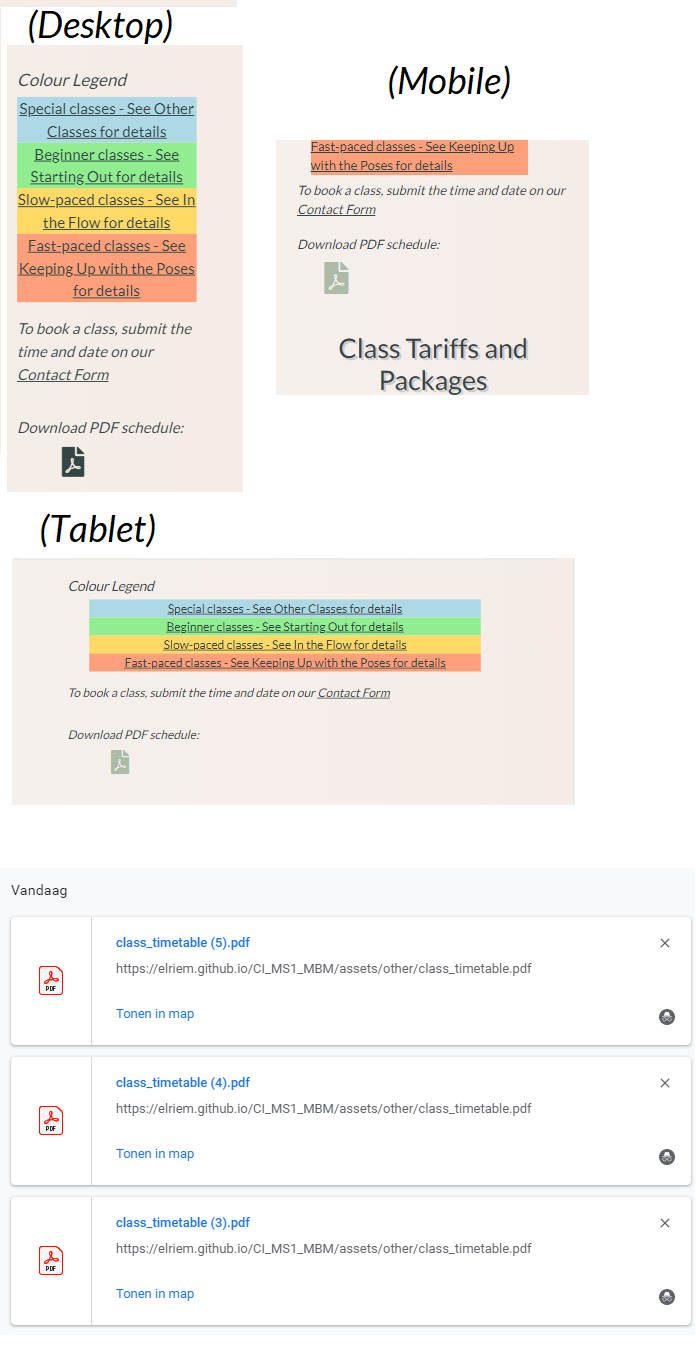 (Desktop)
Colour Legend
Special classes - See Other
Classes for details
Beginner classes - See
Starting Out for details
Slow-paced classes - See In
the Flow for details
Fast-paced classes - See
Keeping Up with the Poses
for details
To book a class, submit the
time and date on our
Contact Form
Download PDF schedule:
(Mobile)
Fast-paced classes - See Keeping Up
with the Poses for details
To book a class, submit the time and date on our
Contact Form
Download PDF schedule:
Class Tariffs and
Packages
(Tablet)
Colour Legend
Special classes - See Other Classes for details
Beginner classes - See Starting Out for details
Slow-paced classes - See In the Flow for details
Fast-paced classes - See Keeping Up with the Poses for details
To book a class, submit the time and date on our Contact Form
Download PDF schedule:
Vandaag
class_timetable (5).pdf
https://elriem.github.io/CI_MS1_MBM/assets/other/class_timetable.pdf
PDF
Tonen in map
class_timetable (4).pdf
https://elriem.github.io/CI_MS1_MBM/assets/other/class_timetable.pdf
PDF
Tonen in map
class_timetable (3).pdf
https://elriem.github.io/CI_MS1_MBM/assets/other/class_timetable.pdf
PDF
Tonen in map